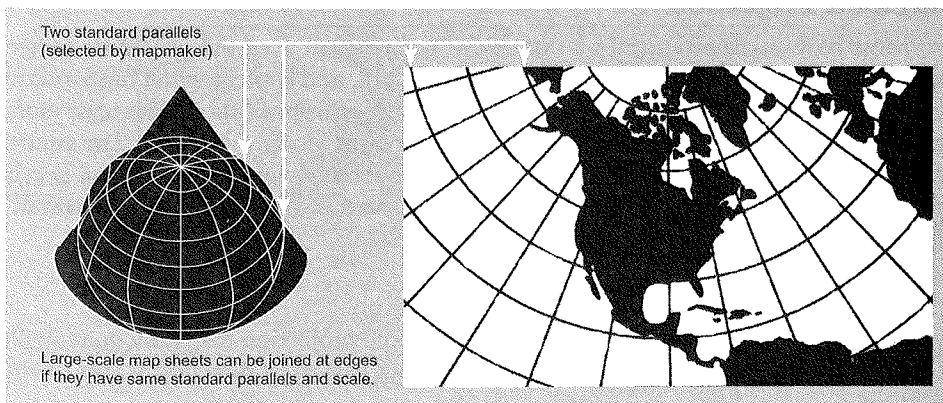 Two standard parallels
(selected by mapmaker)
Large-scale map sheets can be joined at edges
if they have same standard parallels and scale.